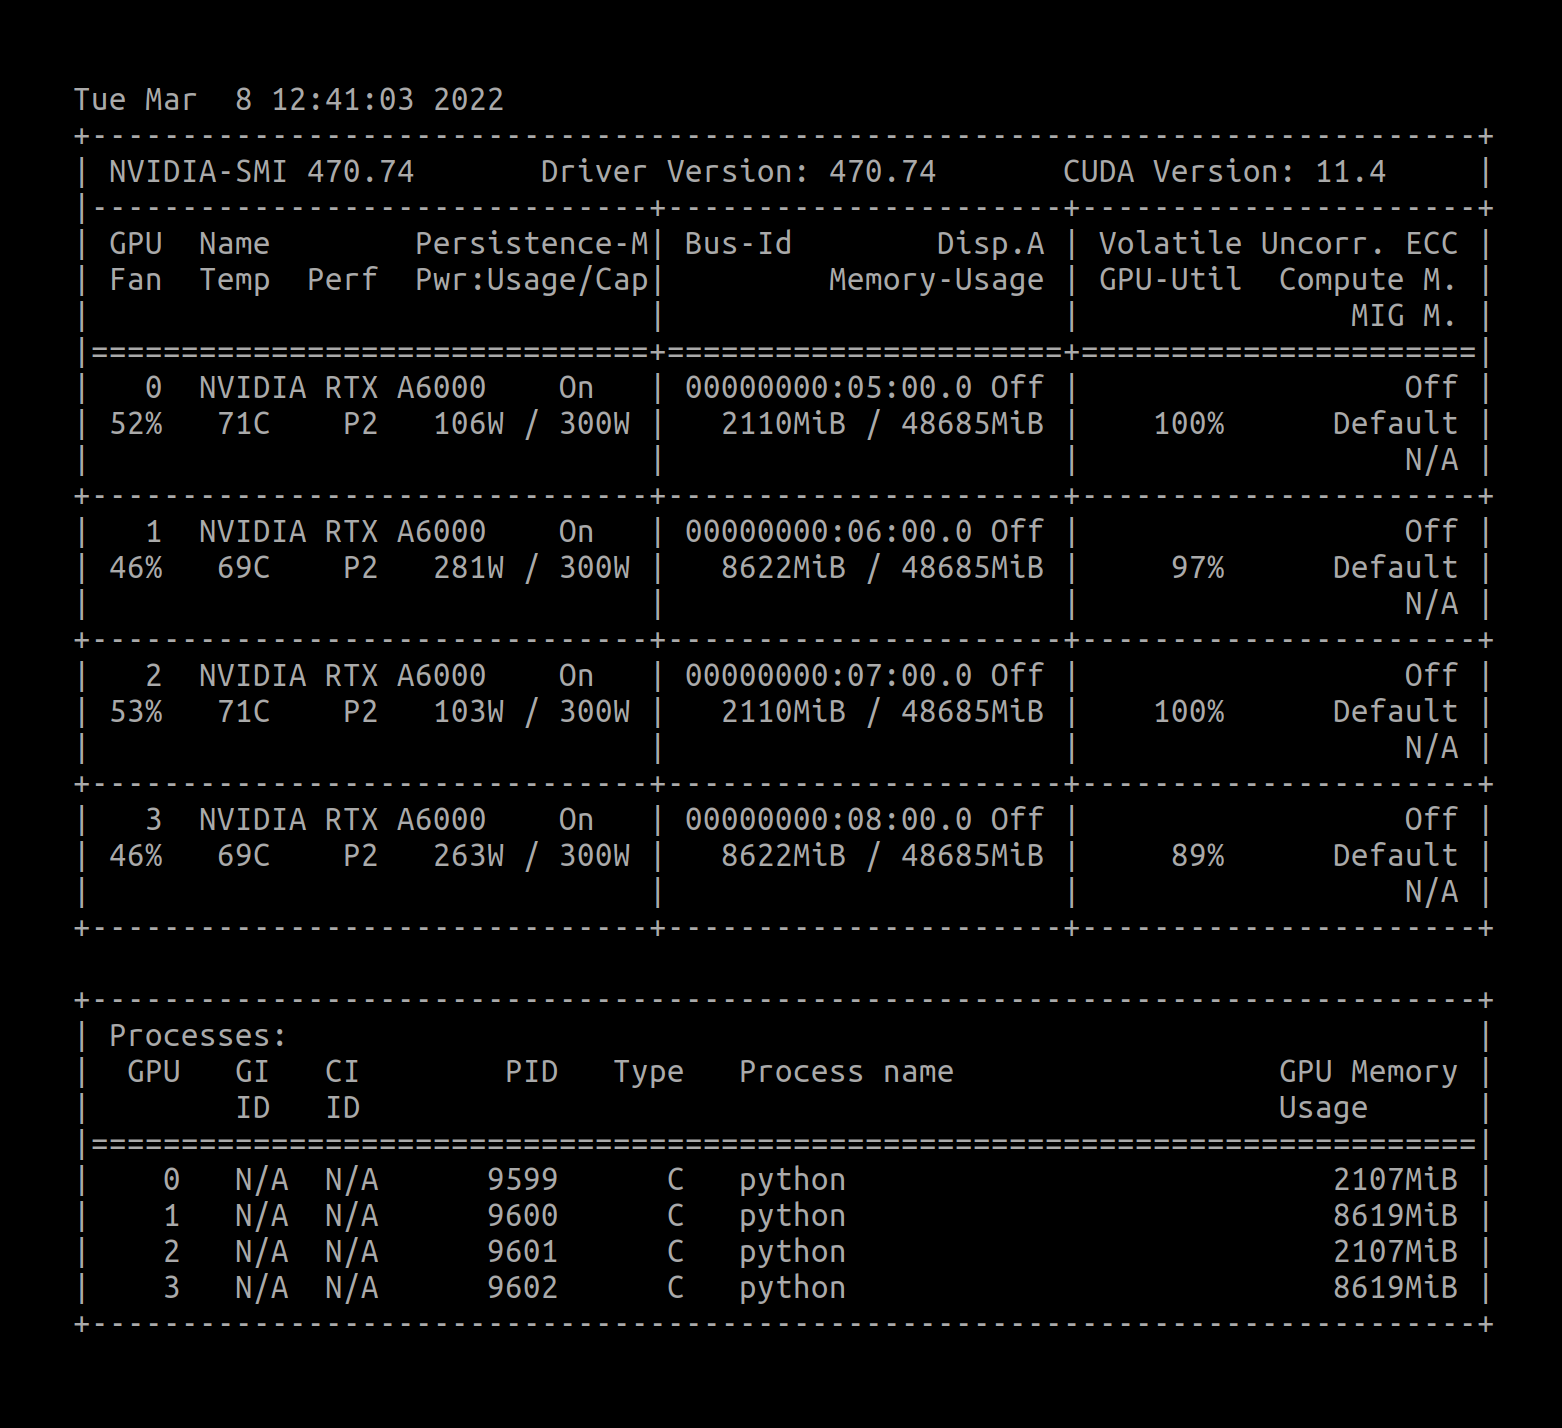 Tue Mar  8 12:41:03 2022
+-----------------------------------------------------------------------------+
| NVIDIA-SMI 470.74       Driver Version: 470.74       CUDA Version: 11.4     |
|-------------------------------+----------------------+----------------------+
| GPU  Name        Persistence-M| Bus-Id        Disp.A | Volatile Uncorr. ECC |
| Fan  Temp  Perf  Pwr:Usage/Cap|         Memory-Usage | GPU-Util  Compute M. |
|                               |                      |               MIG M. |
|===============================+======================+======================|
|   0  NVIDIA RTX A6000    On   | 00000000:05:00.0 Off |                  Off |
| 52%   71C    P2   106W / 300W |   2110MiB / 48685MiB |    100%      Default |
|                               |                      |                  N/A |
+-------------------------------+----------------------+----------------------+
|   1  NVIDIA RTX A6000    On   | 00000000:06:00.0 Off |                  Off |
| 46%   69C    P2   281W / 300W |   8622MiB / 48685MiB |     97%      Default |
|                               |                      |                  N/A |
+-------------------------------+----------------------+----------------------+
|   2  NVIDIA RTX A6000    On   | 00000000:07:00.0 Off |                  Off |
| 53%   71C    P2   103W / 300W |   2110MiB / 48685MiB |    100%      Default |
|                               |                      |                  N/A |
+-------------------------------+----------------------+----------------------+
|   3  NVIDIA RTX A6000    On   | 00000000:08:00.0 Off |                  Off |
| 46%   69C    P2   263W / 300W |   8622MiB / 48685MiB |     89%      Default |
|                               |                      |                  N/A |
+-------------------------------+----------------------+----------------------+

+-----------------------------------------------------------------------------+
| Processes:                                                                  |
|  GPU   GI   CI        PID   Type   Process name                  GPU Memory |
|        ID   ID                                                   Usage      |
|=============================================================================|
|    0   N/A  N/A      9599      C   python                           2107MiB |
|    1   N/A  N/A      9600      C   python                           8619MiB |
|    2   N/A  N/A      9601      C   python                           2107MiB |
|    3   N/A  N/A      9602      C   python                           8619MiB |
+-----------------------------------------------------------------------------+